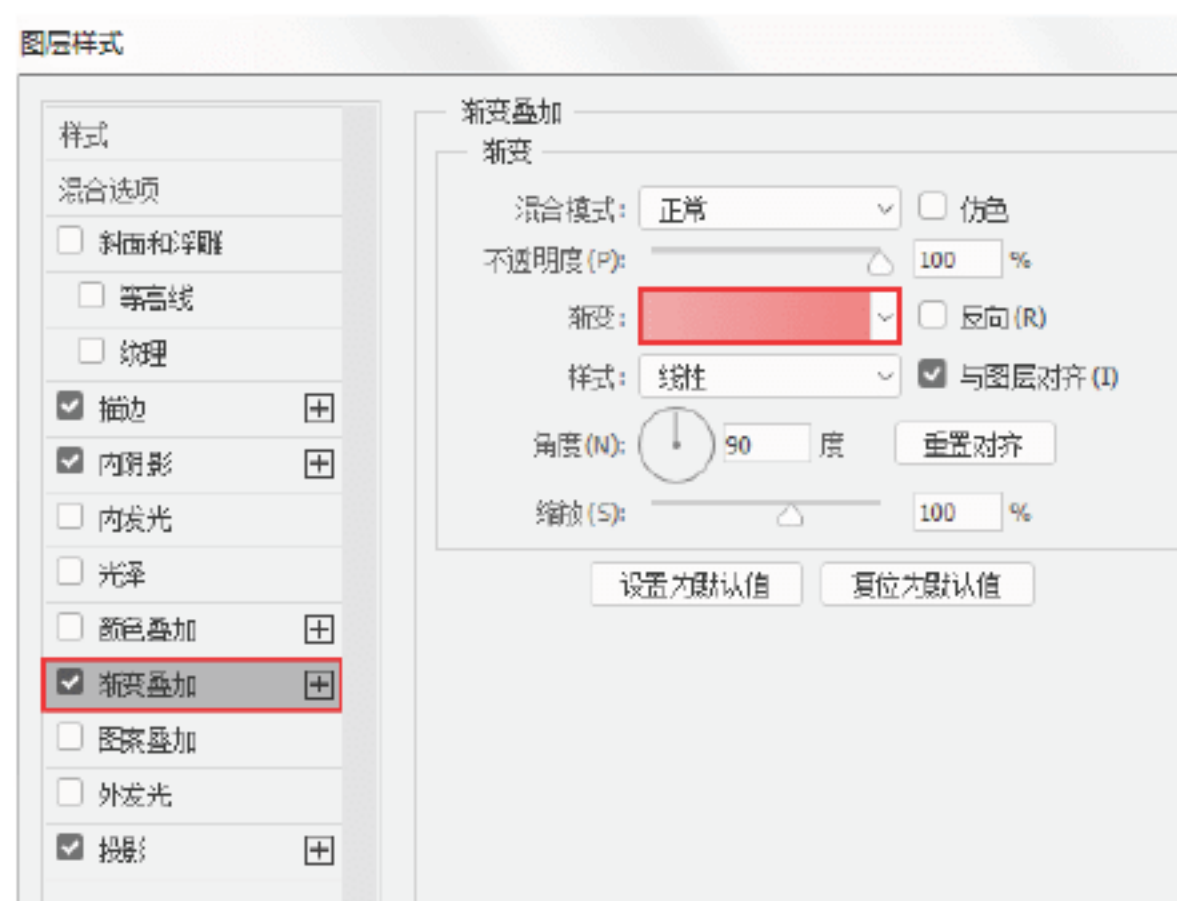 图层样式
样式
混合选项
斜面和浮雕
等高线
纹理
描边
内阴影
内发光
光泽
颜色叠加
渐变叠加
图案叠加
外发光
投影
渐变叠加
渐变
混合模式: 正常 仿色
不透明度(P): 100 %
渐变: 反向(R)
样式: 线性 与图层对齐(I)
角度(N): 90 度 重置对齐
缩放(S): 100 %
设置为默认值 复位为默认值